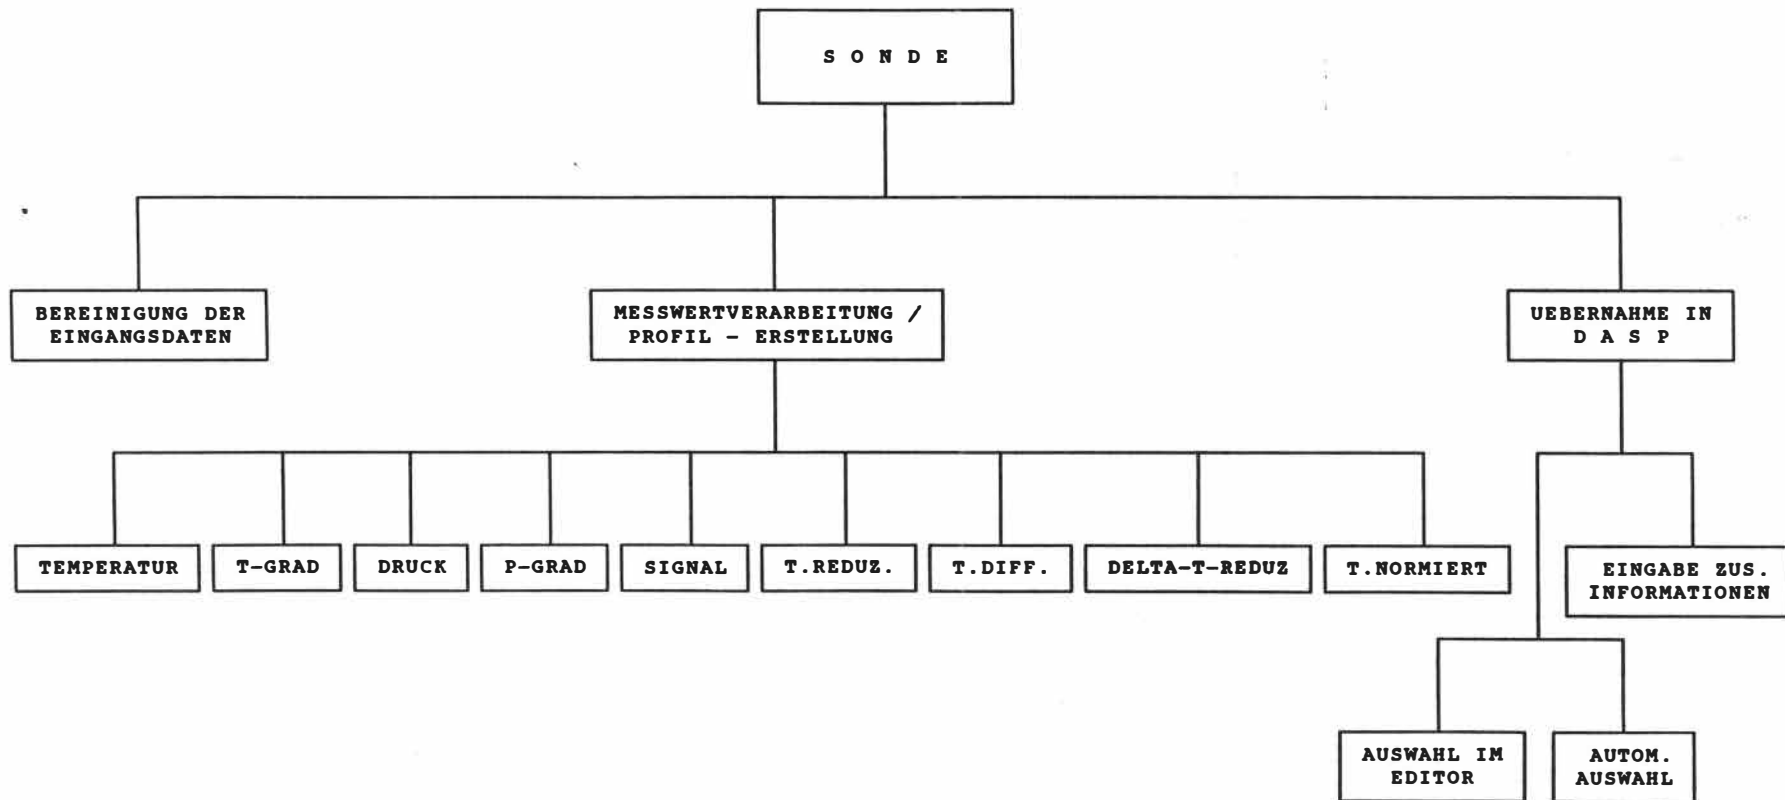 S O N D E
BEREINIGUNG DER
EINGANGSDATEN
MESSWERTVERARBEITUNG /
PROFIL - ERSTELLUNG
UEBERNAHME IN
D A S P
TEMPERATUR
T-GRAD
DRUCK
P-GRAD
SIGNAL
T.REDUZ.
T.DIFF.
DELTA-T-REDUZ
T.NORMIERT
EINGABE ZUS.
INFORMATIONEN
AUSWAHL IM
EDITOR
AUTOM.
AUSWAHL